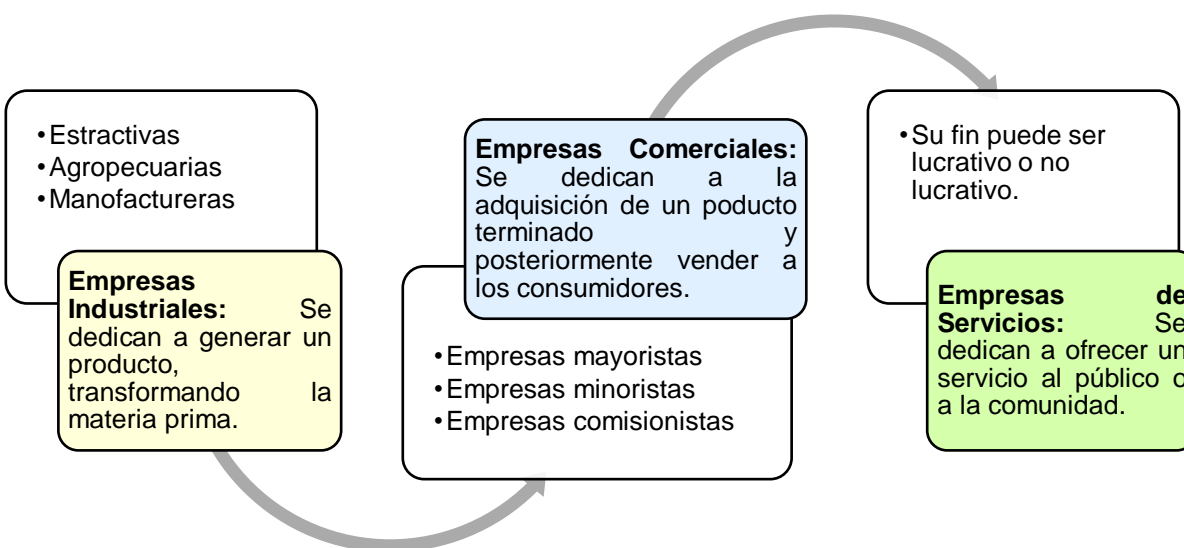 •Estractivas
•Agropecuarias
•Manofactureras
Empresas
Industriales: Se
dedican a generar un
producto,
transformando la
materia prima.
Empresas Comerciales:
Se dedican a la
adquisición de un poducto
terminado y
posteriormente vender a
los consumidores.
•Empresas mayoristas
•Empresas minoristas
•Empresas comisionistas
•Su fin puede ser
lucrativo o no
lucrativo.
Empresas de
Servicios: Se
dedican a ofrecer un
servicio al público o
a la comunidad.